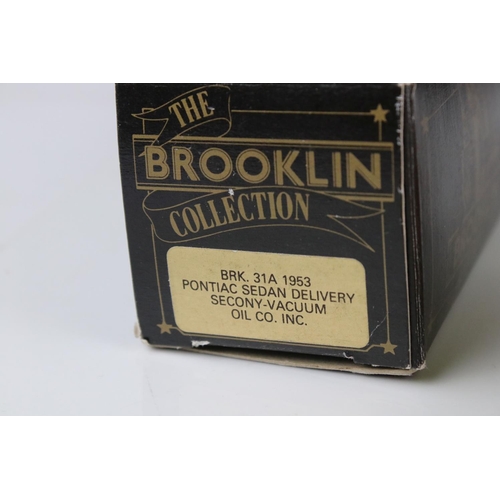 THE
BROOKLIN
COLLECTION
BRK. 31A 1953
PONTIAC SEDAN DELIVERY
SECONY-VACUUM
OIL CO. INC.